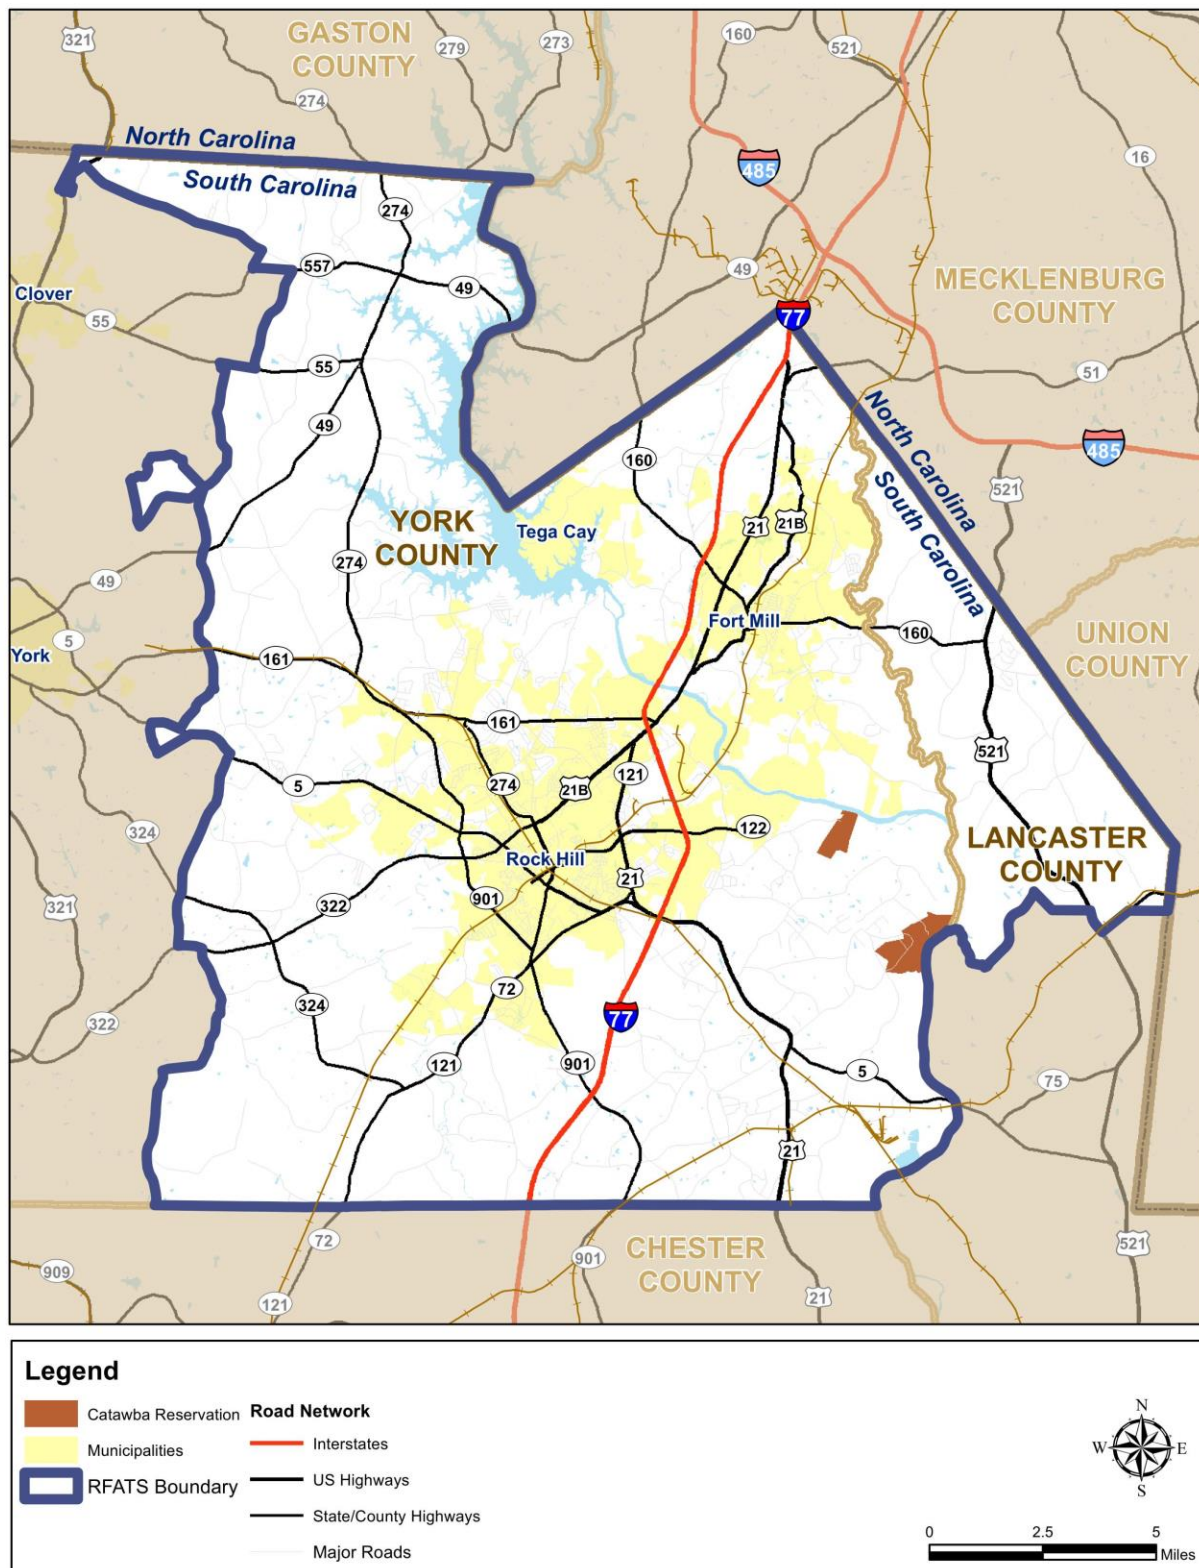 321
GASTON
COUNTY
279
273
160
521
274
485
16
North Carolina
South Carolina
274
557
49
49
MECKLENBURG
COUNTY
Clover
77
55
55
51
49
North Carolina
South Carolina
485
160
521
YORK
COUNTY
Tega Cay
21
21B
274
49
5
York
Fort Mill
160
UNION
COUNTY
161
161
521
5
274
21B
121
122
324
LANCASTER
COUNTY
Rock Hill
21
321
322
901
72
324
77
322
121
901
5
75
21
72
CHESTER
COUNTY
901
521
909
121
21
Legend
Catawba Reservation
Municipalities
RFATS Boundary
Road Network
Interstates
US Highways
State/County Highways
Major Roads
N
W
E
S
0
2.5
5
Miles